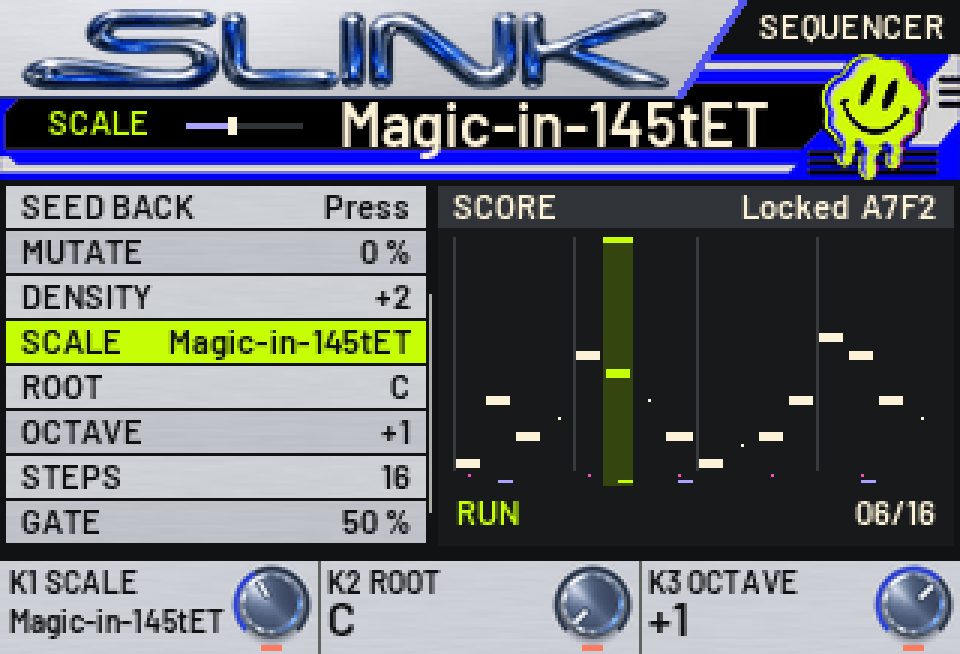 SLINK
SEQUENCER
SCALE Magic-in-145tET
SEED BACK Press
MUTATE 0 %
DENSITY +2
SCALE Magic-in-145tET
ROOT C
OCTAVE +1
STEPS 16
GATE 50 %
SCORE Locked A7F2
RUN 06/16
K1 SCALE
Magic-in-145tET
K2 ROOT
C
K3 OCTAVE
+1